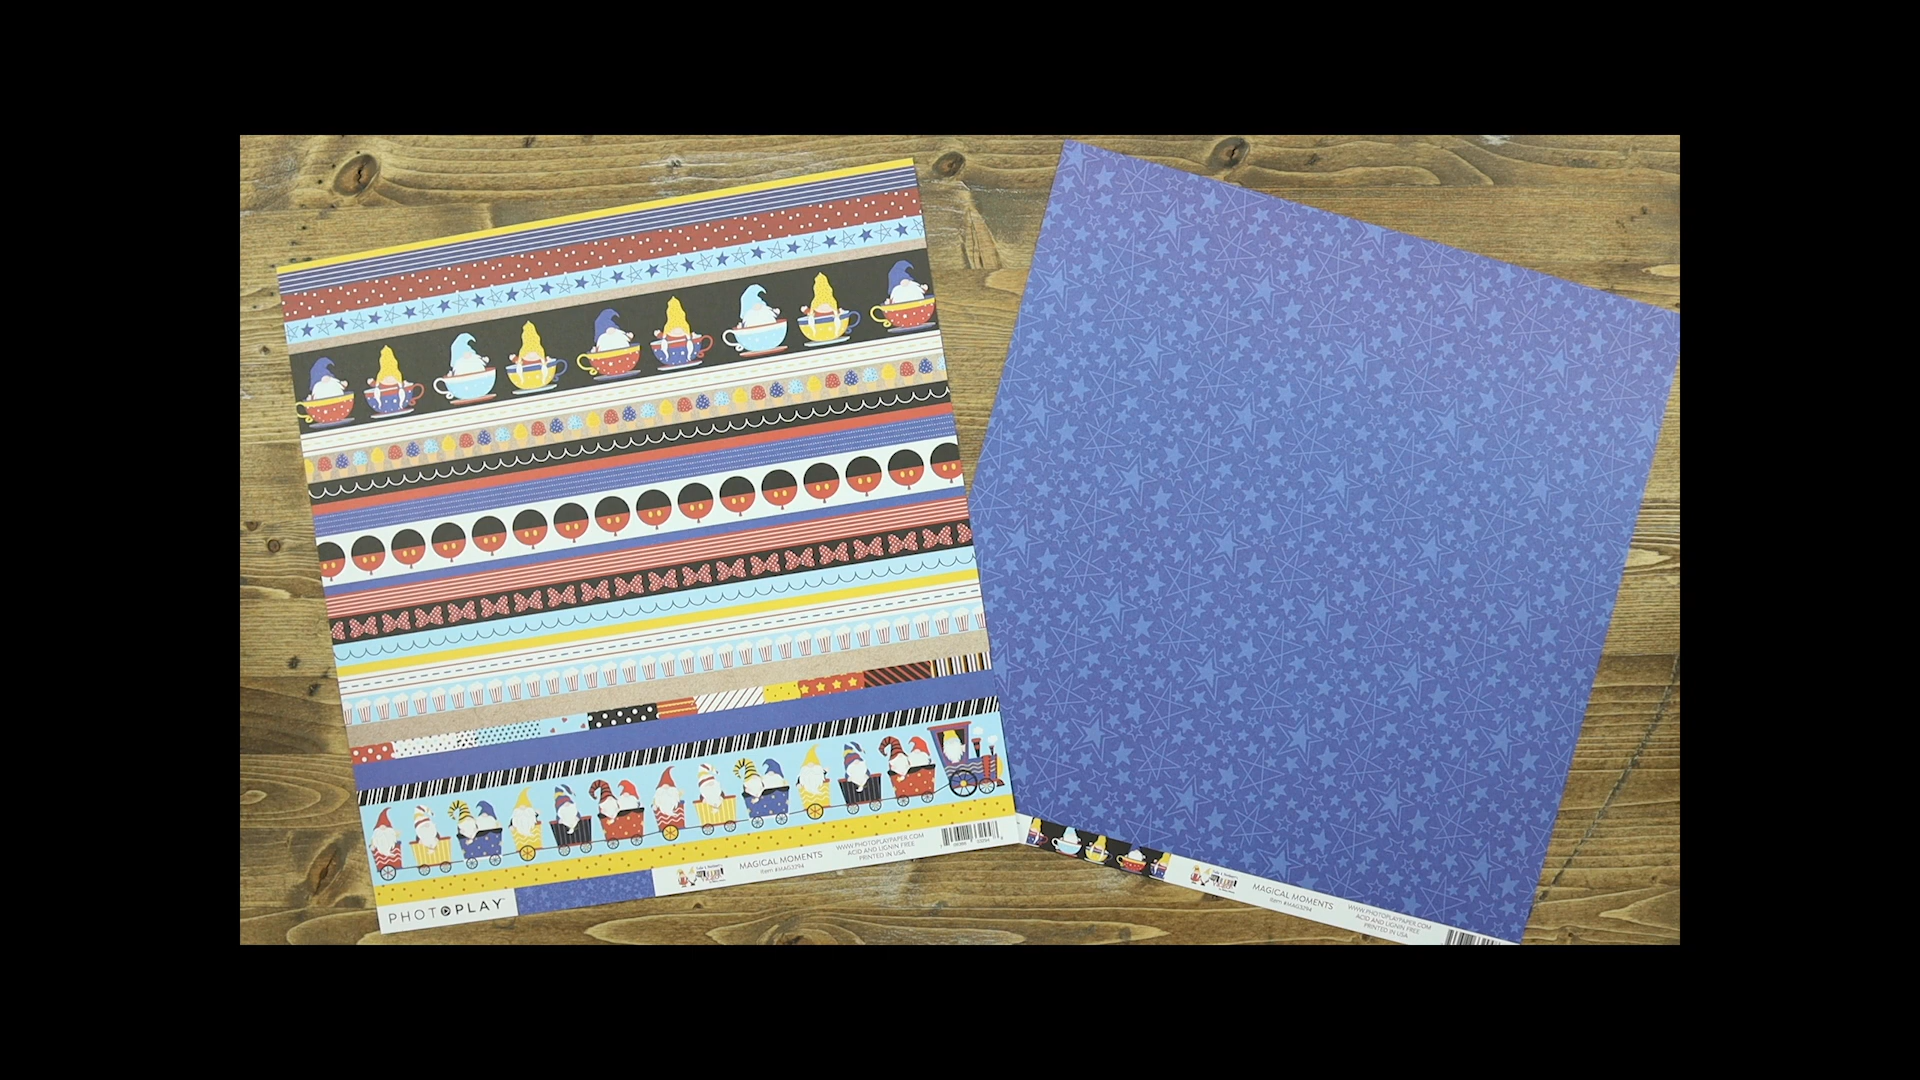 PHOTOPLAY
MAGICAL MOMENTS
Item #MAG3294
WWW.PHOTOPLAYPAPER.COM
ACID AND LIGNIN FREE
PRINTED IN USA
MAGICAL MOMENTS
Item #MAG3294
WWW.PHOTOPLAYPAPER.COM
ACID AND LIGNIN FREE
PRINTED IN USA